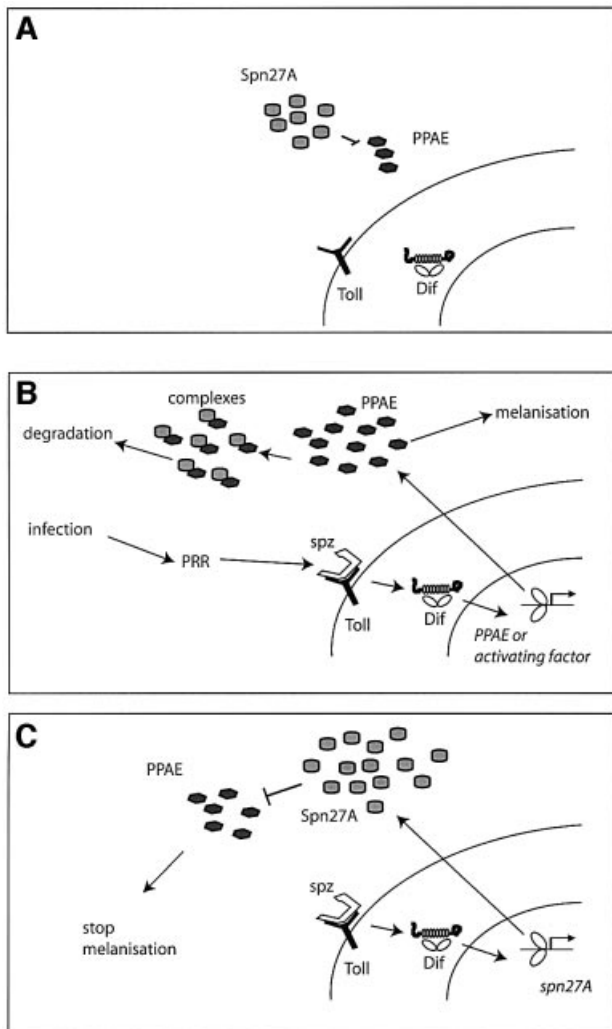 A
Spn27A
PPAE
Toll
Dif
B
complexes
PPAE
degradation
melanisation
infection
PRR
spz
Toll
Dif
PPAE or
activating factor
C
PPAE
Spn27A
spz
stop
melanisation
Toll
Dif
spn27A